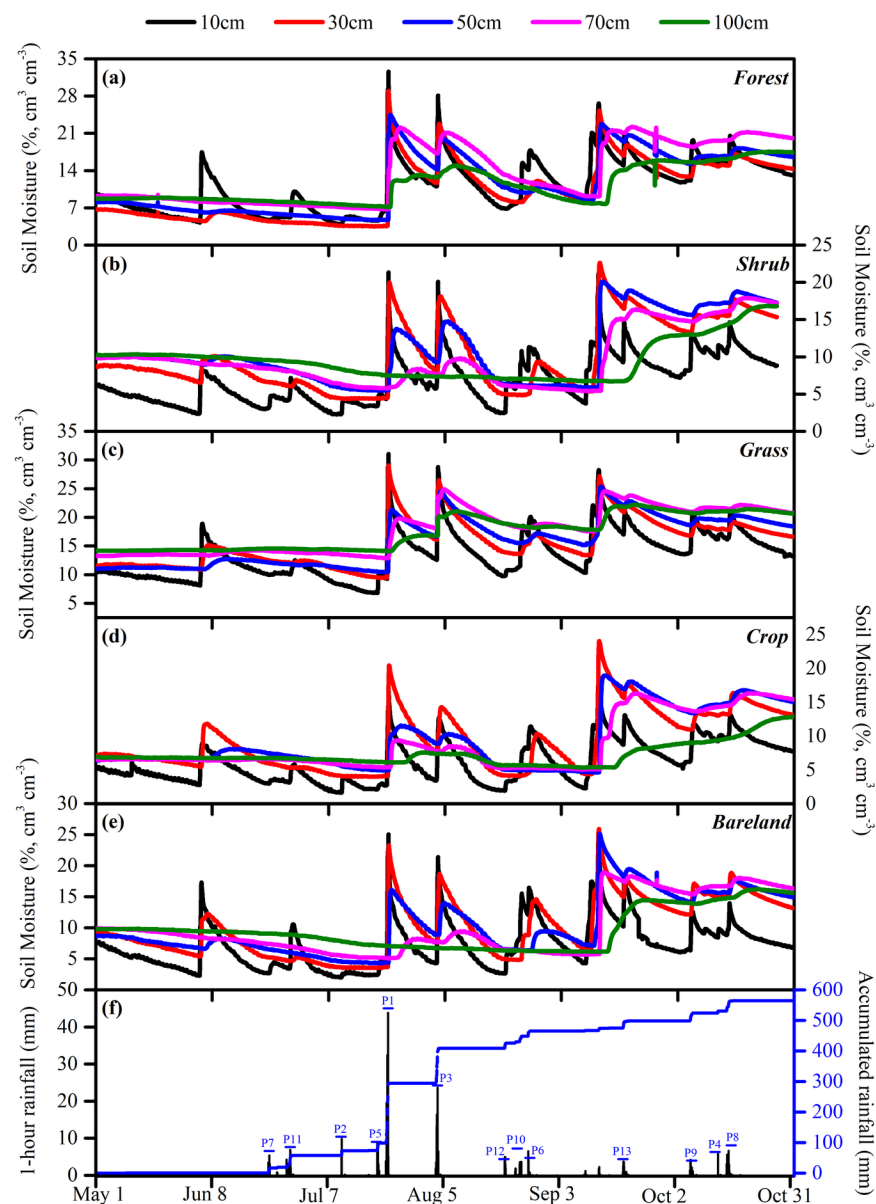 10cm 30cm 50cm 70cm 100cm
(a) Forest
Soil Moisture (%, cm³ cm⁻³)
35
28
21
14
7
0
(b) Shrub
Soil Moisture (%, cm³ cm⁻³)
25
20
15
10
5
0
(c) Grass
Soil Moisture (%, cm³ cm⁻³)
35
30
25
20
15
10
5
(d) Crop
Soil Moisture (%, cm³ cm⁻³)
25
20
15
10
5
0
(e) Bareland
Soil Moisture (%, cm³ cm⁻³)
30
25
20
15
10
5
(f)
1-hour rainfall (mm)
50
40
30
20
10
0
Accumulated rainfall (mm)
600
500
400
300
200
100
0
P7 P11 P2 P5 P1 P3 P12 P10 P6 P13 P9 P4 P8
May 1 Jun 8 Jul 7 Aug 5 Sep 3 Oct 2 Oct 31